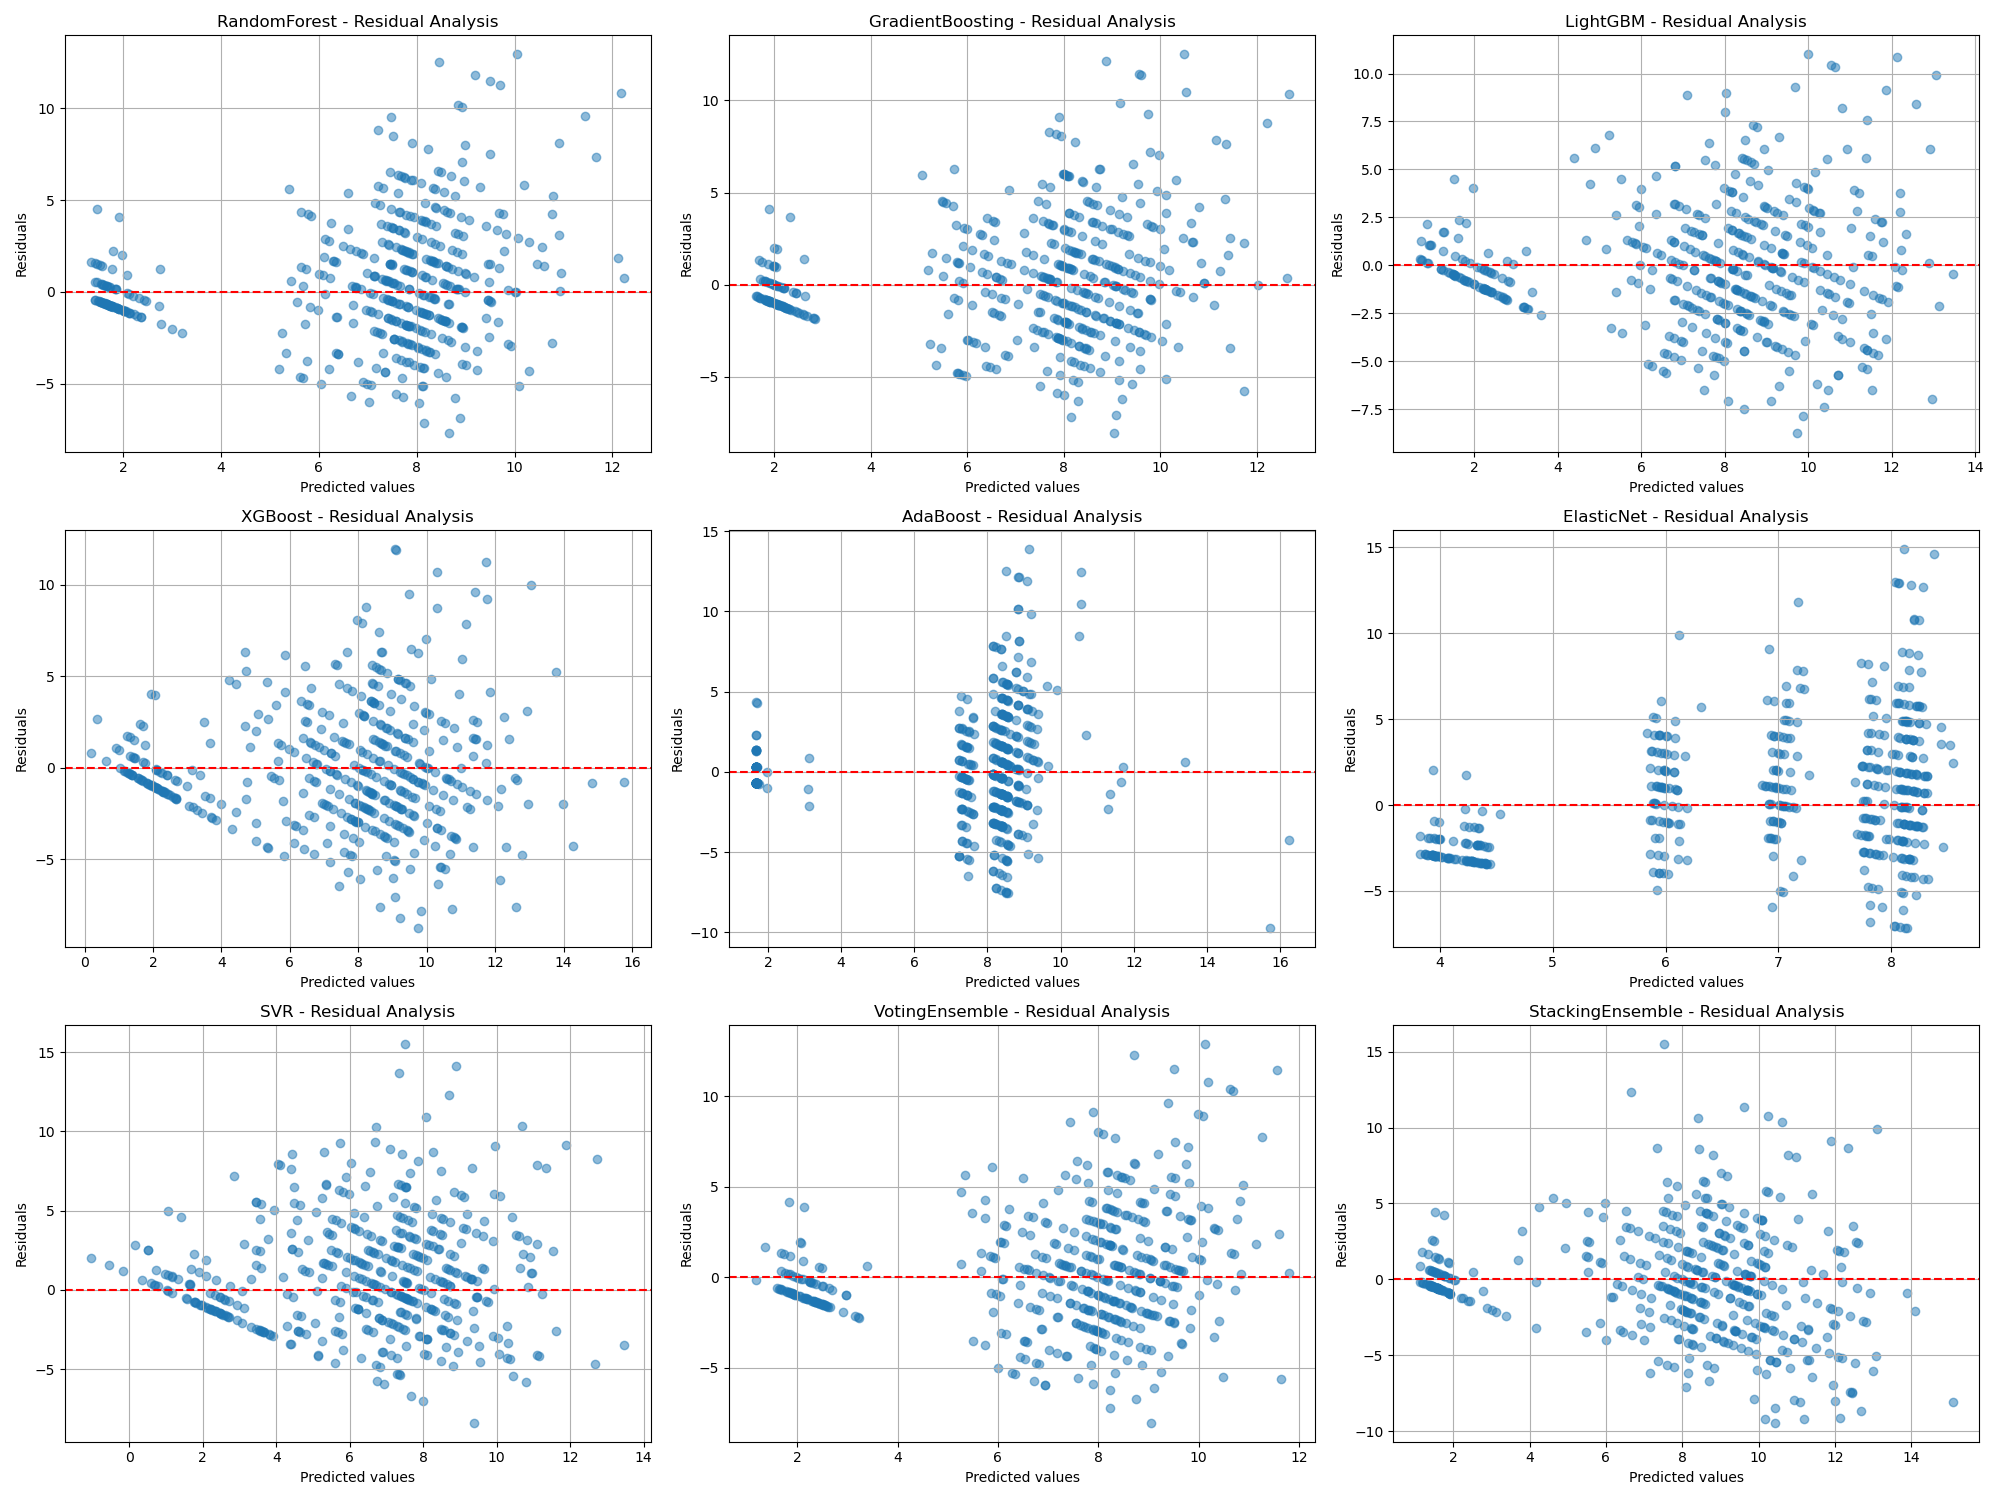 RandomForest - Residual Analysis
10
5
0
−5
Residuals
2 4 6 8 10 12
Predicted values
GradientBoosting - Residual Analysis
10
5
0
−5
Residuals
2 4 6 8 10 12
Predicted values
LightGBM - Residual Analysis
10.0
7.5
5.0
2.5
0.0
−2.5
−5.0
−7.5
Residuals
2 4 6 8 10 12 14
Predicted values
XGBoost - Residual Analysis
10
5
0
−5
Residuals
0 2 4 6 8 10 12 14 16
Predicted values
AdaBoost - Residual Analysis
15
10
5
0
−5
−10
Residuals
2 4 6 8 10 12 14 16
Predicted values
ElasticNet - Residual Analysis
15
10
5
0
−5
Residuals
4 5 6 7 8
Predicted values
SVR - Residual Analysis
15
10
5
0
−5
Residuals
0 2 4 6 8 10 12 14
Predicted values
VotingEnsemble - Residual Analysis
10
5
0
−5
Residuals
2 4 6 8 10 12
Predicted values
StackingEnsemble - Residual Analysis
15
10
5
0
−5
−10
Residuals
2 4 6 8 10 12 14
Predicted values